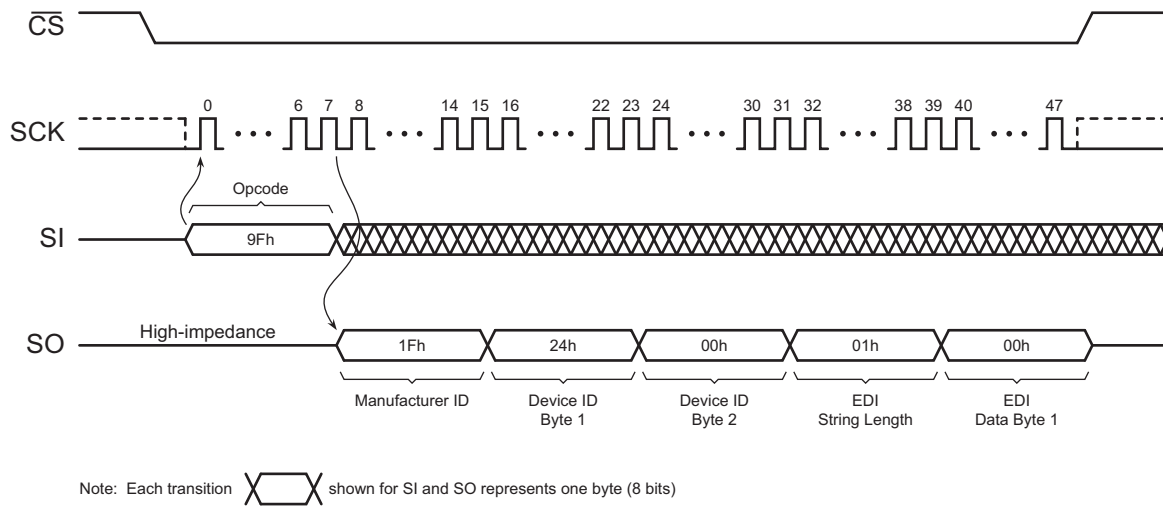 CS
0 6 7 8 14 15 16 22 23 24 30 31 32 38 39 40 47
SCK
Opcode
SI
9Fh
High-impedance
SO
1Fh 24h 00h 01h 00h
Manufacturer ID
Device ID
Byte 1
Device ID
Byte 2
EDI
String Length
EDI
Data Byte 1
Note: Each transition shown for SI and SO represents one byte (8 bits)